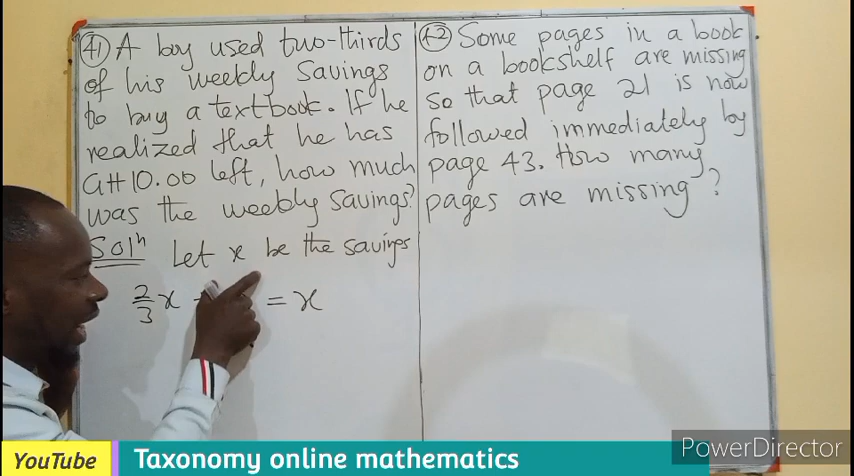 41) A boy used two-thirds
of his weekly Savings
to buy a textbook. If he
realized that he has
GH10.00 left, how much
was the weekly Savings?
Solⁿ Let x be the savings
2/3 x = x
42) Some pages in a book
on a bookshelf are missing
so that page 21 is now
followed immediately by
page 43. How many
pages are missing?
PowerDirector
YouTube Taxonomy online mathematics